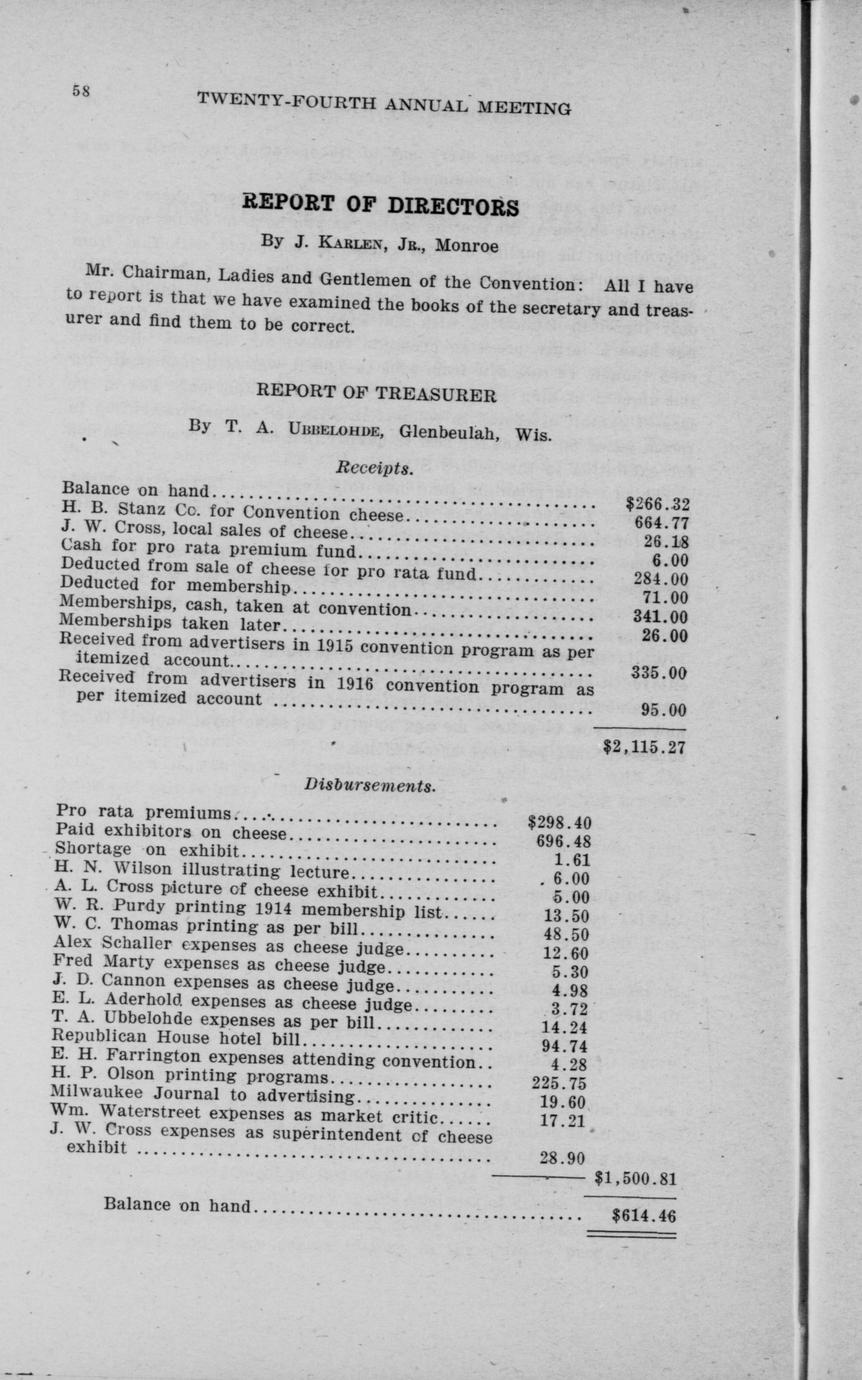 58
TWENTY-FOURTH ANNUAL MEETING
REPORT OF DIRECTORS
By J. KARLEN, JR., Monroe
Mr. Chairman, Ladies and Gentlemen of the Convention: All I have
to report is that we have examined the books of the secretary and treas-
urer and find them to be correct.
REPORT OF TREASURER
By T. A. UBBELOHDE, Glenbeulah, Wis.
Receipts.
Balance on hand........................................ $266.32
H. B. Stanz Co. for Convention cheese.................... 664.77
J. W. Cross, local sales of cheese.......................... 26.18
Cash for pro rata premium fund.......................... 6.00
Deducted from sale of cheese for pro rata fund............. 284.00
Deducted for membership................................. 71.00
Memberships, cash, taken at convention.................... 341.00
Memberships taken later.................................. 26.00
Received from advertisers in 1915 convention program as per
itemized account....................................... 335.00
Received from advertisers in 1916 convention program as
per itemized account ................................... 95.00
$2,115.27
Disbursements.
Pro rata premiums............................ $298.40
Paid exhibitors on cheese....................... 696.48
Shortage on exhibit............................ 1.61
H. N. Wilson illustrating lecture................ 6.00
A. L. Cross picture of cheese exhibit............. 5.00
W. R. Purdy printing 1914 membership list...... 13.50
W. C. Thomas printing as per bill............... 48.50
Alex Schaller expenses as cheese judge.......... 12.60
Fred Marty expenses as cheese judge............ 5.30
J. D. Cannon expenses as cheese judge........... 4.98
E. L. Aderhold expenses as cheese judge......... 3.72
T. A. Ubbelohde expenses as per bill............. 14.24
Republican House hotel bill..................... 94.74
E. H. Farrington expenses attending convention.. 4.28
H. P. Olson printing programs.................. 225.75
Milwaukee Journal to advertising............... 19.60
Wm. Waterstreet expenses as market critic...... 17.21
J. W. Cross expenses as superintendent of cheese
exhibit ...................................... 28.90
$1,500.81
Balance on hand................................... $614.46